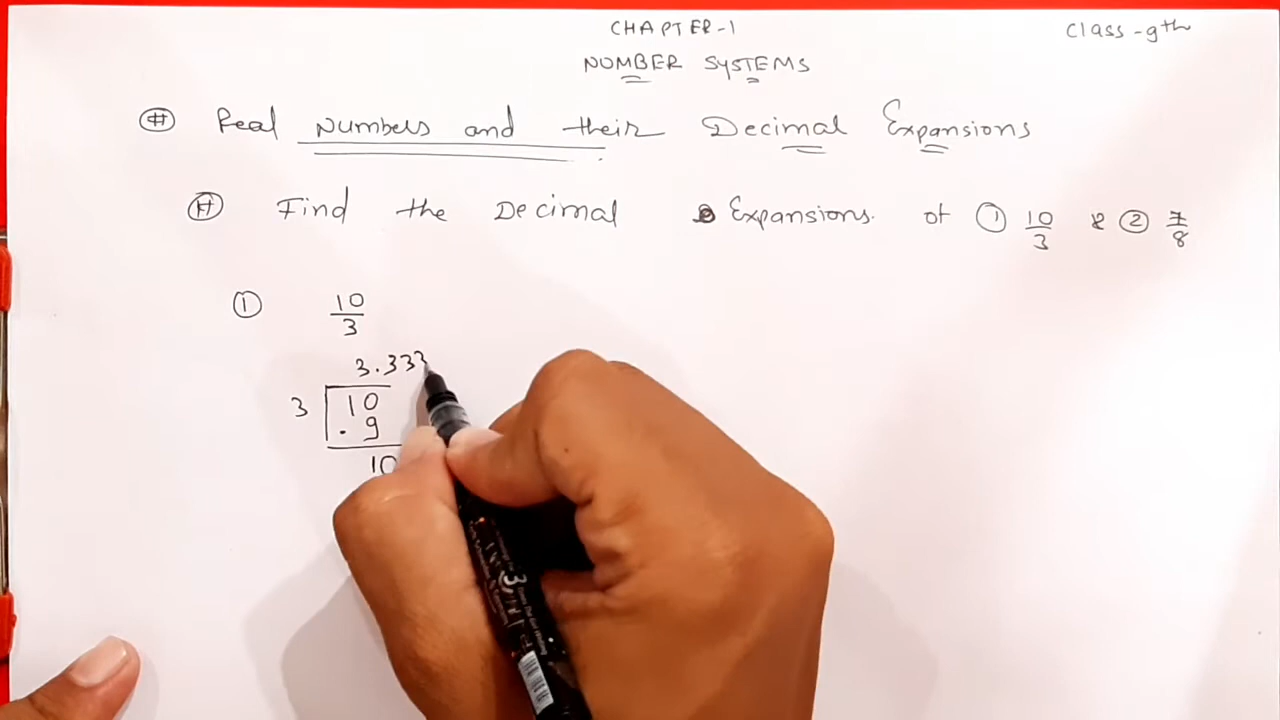 CHAPTER-1
Class-9th
NUMBER SYSTEMS
# Real Numbers and their Decimal Expansions
# Find the Decimal Expansions. of ① 10/3 & ② 7/8
① 10/3
3.333
3 10
. 9
10